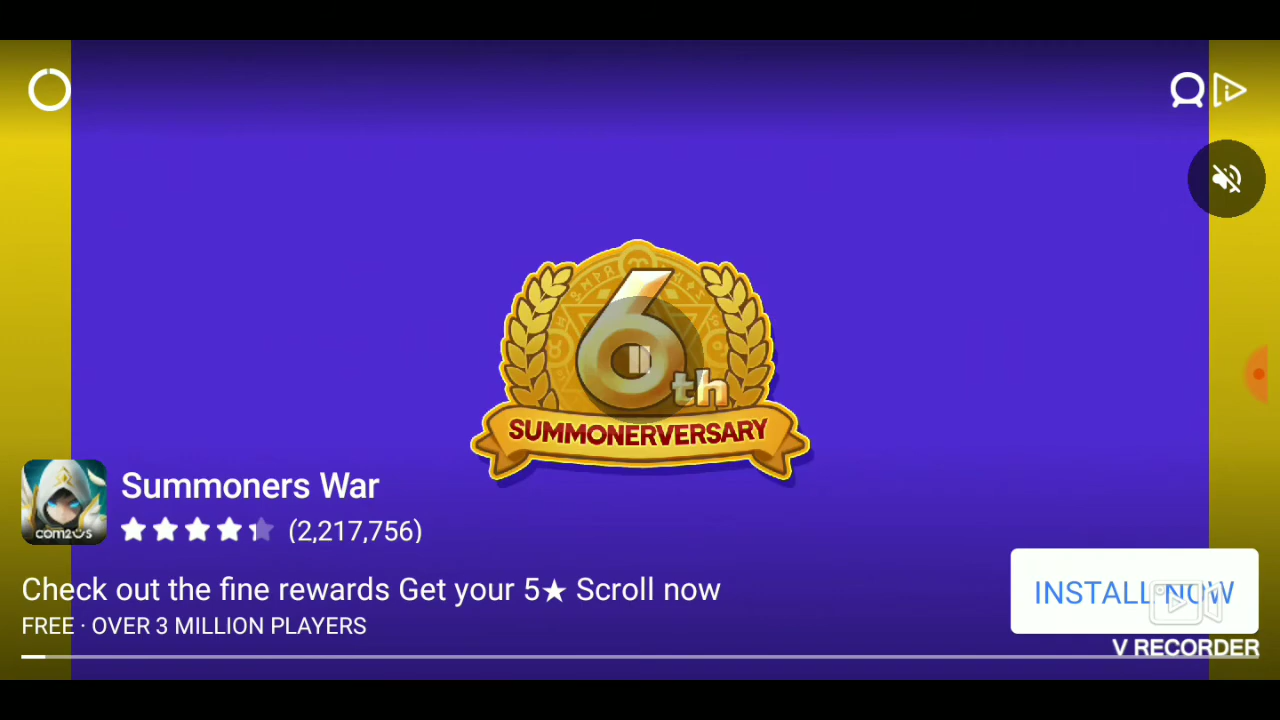 6th
SUMMONERVERSARY
com2us
Summoners War
(2,217,756)
Check out the fine rewards Get your 5★ Scroll now
FREE · OVER 3 MILLION PLAYERS
INSTALL NOW
V RECORDER